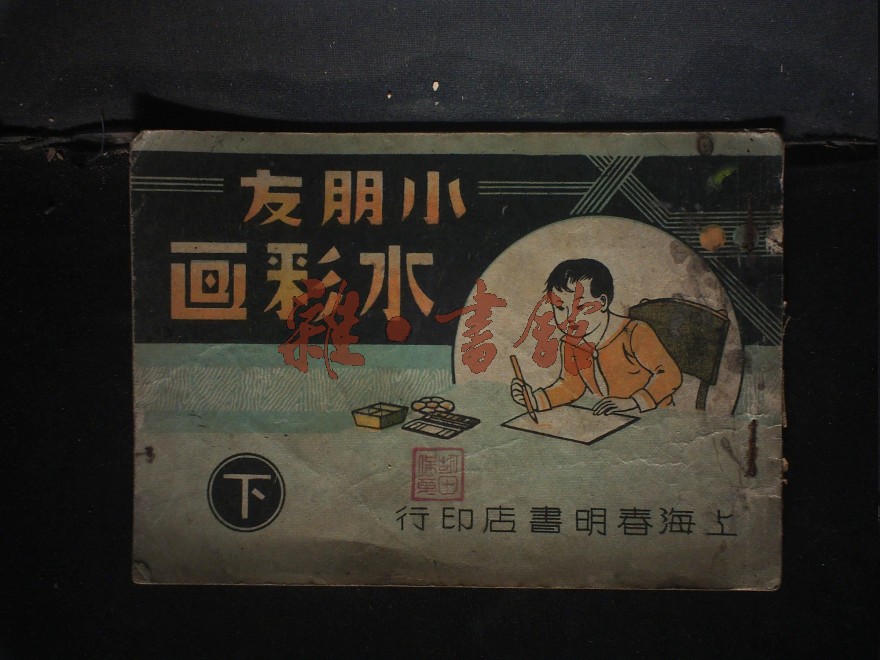 小朋友
水彩画
雜·書館
下
上海春明書店印行